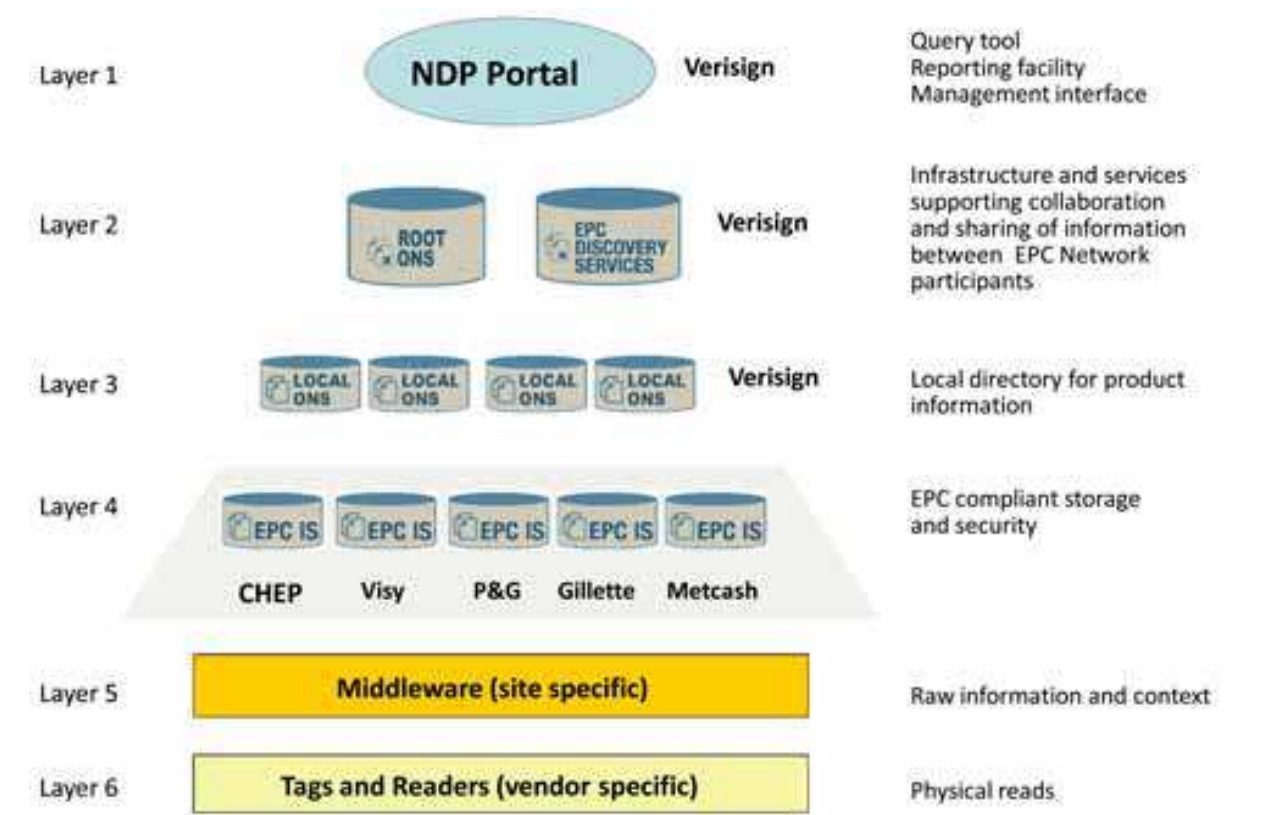 Layer 1
NDP Portal
Verisign
Query tool
Reporting facility
Management interface
Layer 2
ROOT
ONS
EPC
DISCOVERY
SERVICES
Verisign
Infrastructure and services
supporting collaboration
and sharing of information
between EPC Network
participants
Layer 3
LOCAL
ONS
LOCAL
ONS
LOCAL
ONS
LOCAL
ONS
Verisign
Local directory for product
information
Layer 4
EPC IS
EPC IS
EPC IS
EPC IS
EPC IS
CHEP
Visy
P&G
Gillette
Metcash
EPC compliant storage
and security
Layer 5
Middleware (site specific)
Raw information and context
Layer 6
Tags and Readers (vendor specific)
Physical reads